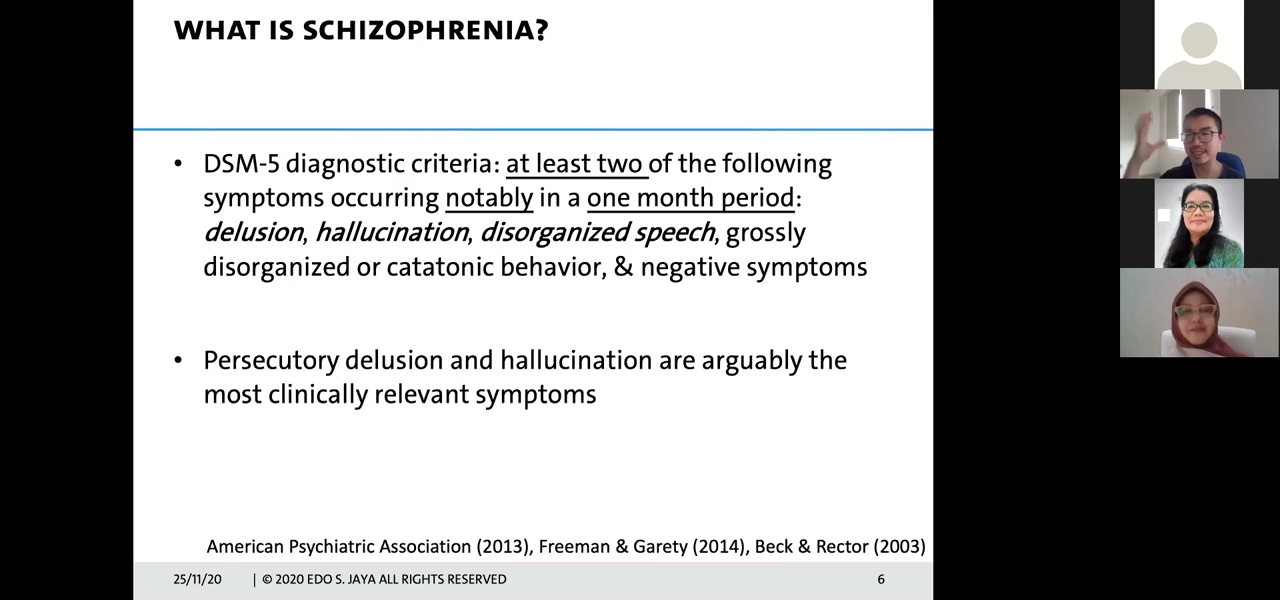 WHAT IS SCHIZOPHRENIA?
• DSM-5 diagnostic criteria: at least two of the following
symptoms occurring notably in a one month period:
delusion, hallucination, disorganized speech, grossly
disorganized or catatonic behavior, & negative symptoms
• Persecutory delusion and hallucination are arguably the
most clinically relevant symptoms
American Psychiatric Association (2013), Freeman & Garety (2014), Beck & Rector (2003)
25/11/20 | © 2020 EDO S. JAYA ALL RIGHTS RESERVED 6